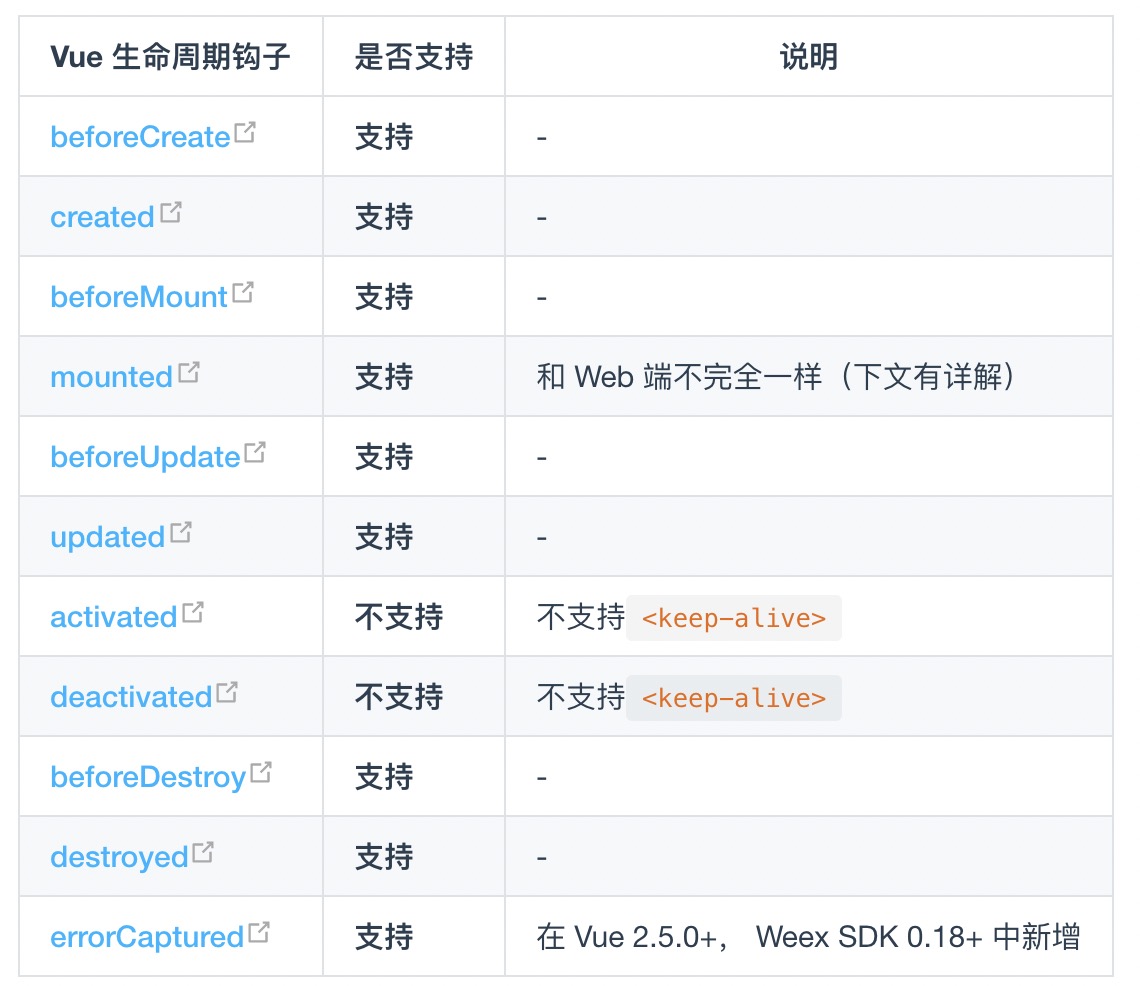 Vue 生命周期钩子 是否支持 说明
beforeCreate 支持 -
created 支持 -
beforeMount 支持 -
mounted 支持 和 Web 端不完全一样（下文有详解）
beforeUpdate 支持 -
updated 支持 -
activated 不支持 不支持 <keep-alive>
deactivated 不支持 不支持 <keep-alive>
beforeDestroy 支持 -
destroyed 支持 -
errorCaptured 支持 在 Vue 2.5.0+， Weex SDK 0.18+ 中新增